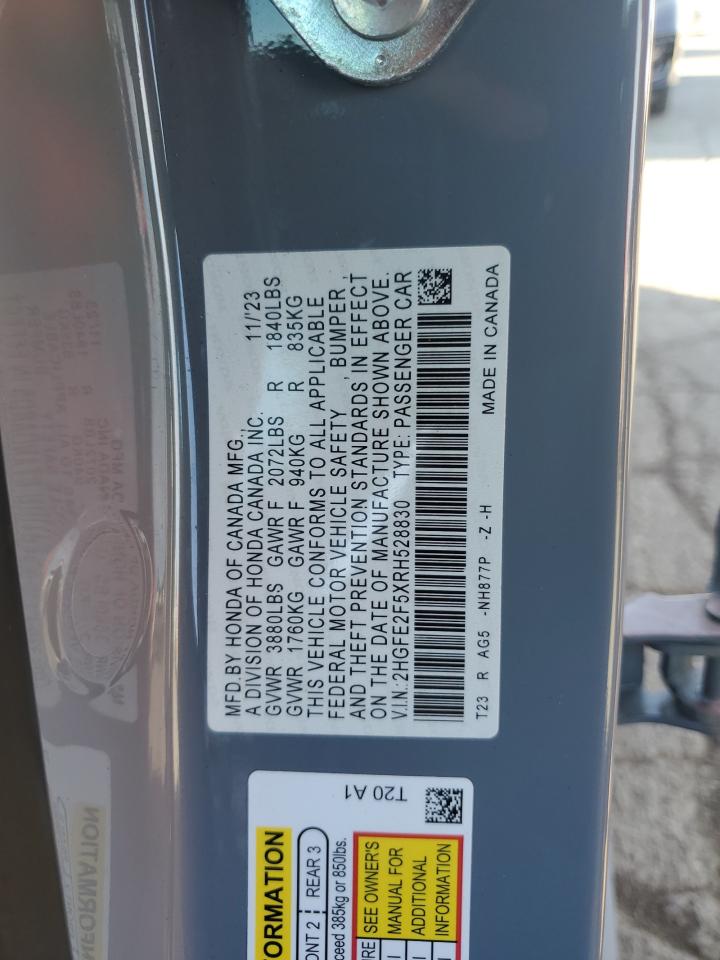 MFD.BY HONDA OF CANADA MFG.,
A DIVISION OF HONDA CANADA INC. 11/'23
GVWR 3880LBS GAWR F 2072LBS R 1840LBS
GVWR 1760KG GAWR F 940KG R 835KG
THIS VEHICLE CONFORMS TO ALL APPLICABLE
FEDERAL MOTOR VEHICLE SAFETY , BUMPER ,
AND THEFT PREVENTION STANDARDS IN EFFECT
ON THE DATE OF MANUFACTURE SHOWN ABOVE.
V.I.N.: 2HGFE2F5XRH528830 TYPE: PASSENGER CAR
T23 R AG5 -NH877P -Z -H MADE IN CANADA
T20 A1
ORMATION
ONT 2 REAR 3
xceed 385kg or 850lbs.
RE SEE OWNER'S
MANUAL FOR
ADDITIONAL
INFORMATION